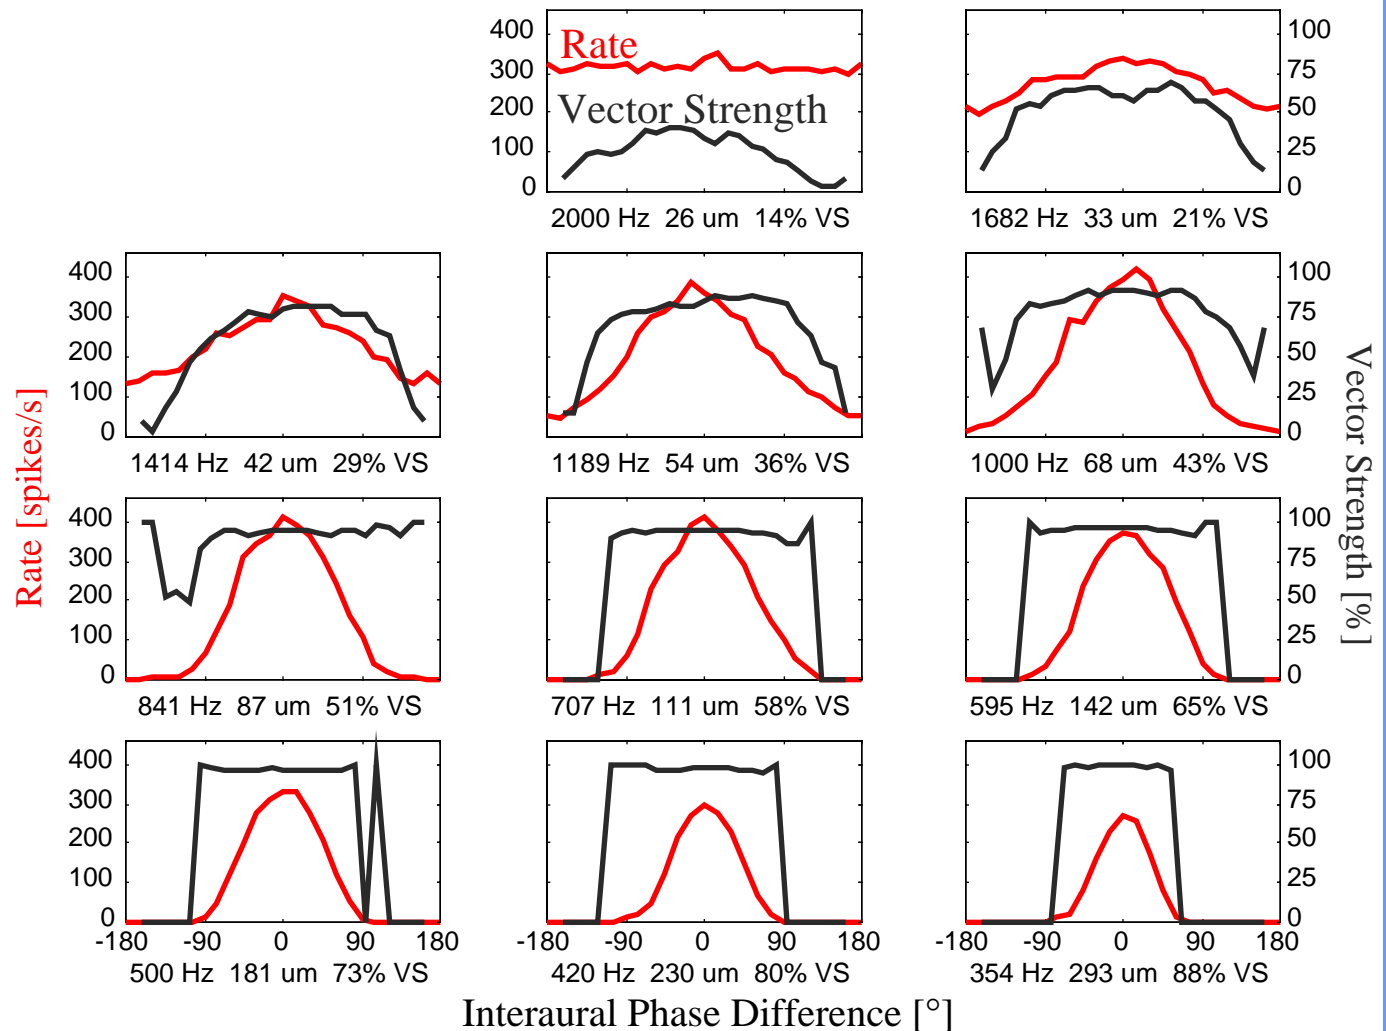 400
300
200
100
0
Rate
Vector Strength
2000 Hz 26 um 14% VS
100
75
50
25
0
1682 Hz 33 um 21% VS
400
300
200
100
0
1414 Hz 42 um 29% VS
1189 Hz 54 um 36% VS
100
75
50
25
0
1000 Hz 68 um 43% VS
Rate [spikes/s]
Vector Strength [%]
400
300
200
100
0
841 Hz 87 um 51% VS
707 Hz 111 um 58% VS
100
75
50
25
0
595 Hz 142 um 65% VS
400
300
200
100
0
-180 -90 0 90 180
500 Hz 181 um 73% VS
-180 -90 0 90 180
420 Hz 230 um 80% VS
100
75
50
25
0
-180 -90 0 90 180
354 Hz 293 um 88% VS
Interaural Phase Difference [°]